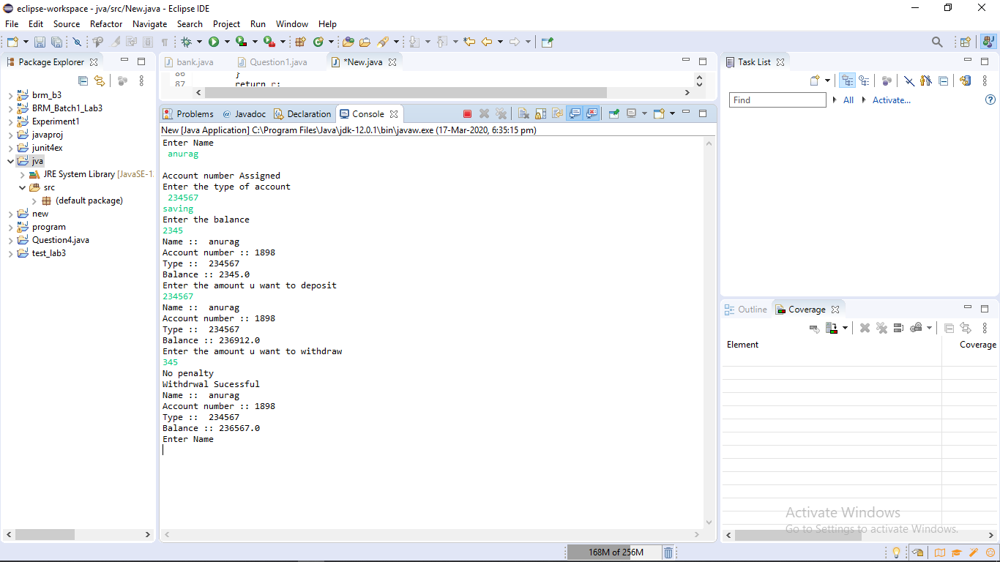 eclipse-workspace - jva/src/New.java - Eclipse IDE
File Edit Source Refactor Navigate Search Project Run Window Help
Package Explorer
brm_b3
BRM_Batch1_Lab3
Experiment1
javaproj
junit4ex
jva
JRE System Library [JavaSE-1
src
(default package)
new
program
Question4.java
test_lab3
bank.java Question1.java *New.java
86 }
87 return r;
Problems @ Javadoc Declaration Console
New [Java Application] C:\Program Files\Java\jdk-12.0.1\bin\javaw.exe (17-Mar-2020, 6:35:15 pm)
Enter Name
anurag
Account number Assigned
Enter the type of account
234567
saving
Enter the balance
2345
Name :: anurag
Account number :: 1898
Type :: 234567
Balance :: 2345.0
Enter the amount u want to deposit
234567
Name :: anurag
Account number :: 1898
Type :: 234567
Balance :: 236912.0
Enter the amount u want to withdraw
345
No penalty
Withdrwal Sucessful
Name :: anurag
Account number :: 1898
Type :: 234567
Balance :: 236567.0
Enter Name
Task List
Find All Activate...
Outline Coverage
Element Coverage
Activate Windows
Go to Settings to activate Windows.
168M of 256M